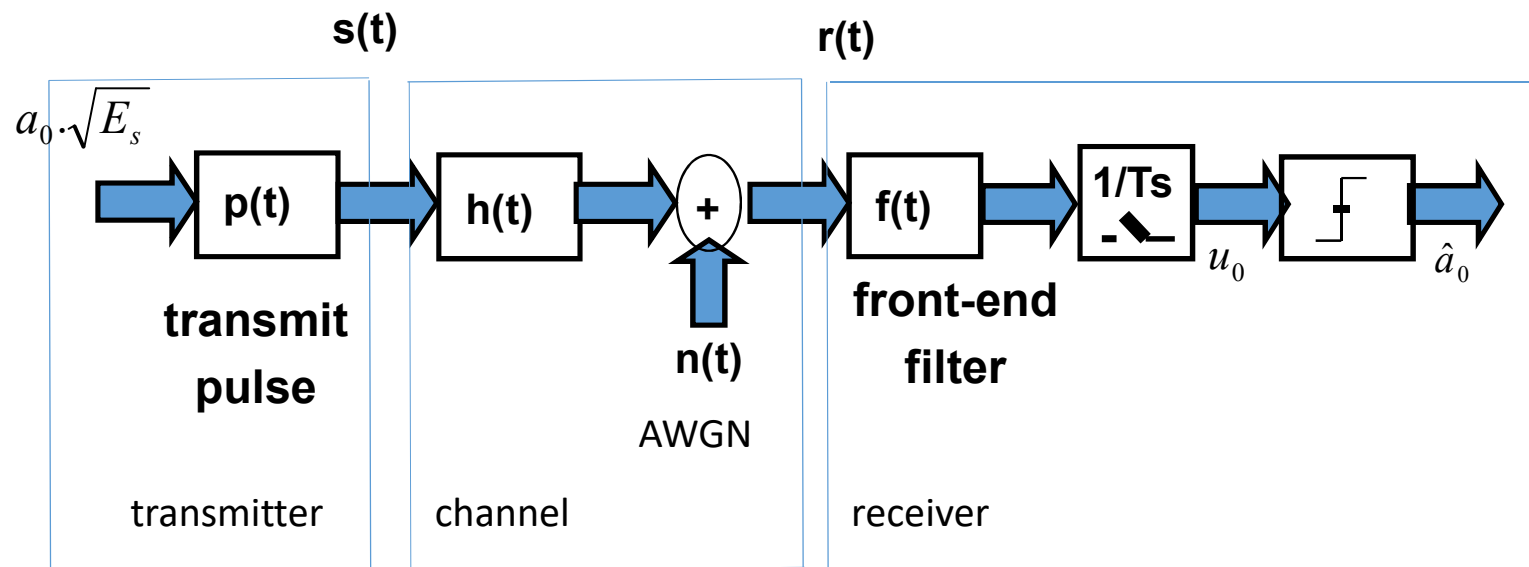 s(t)
r(t)
a₀.√Eₛ
p(t)
h(t)
+
f(t)
1/Ts
u₀
â₀
transmit
pulse
n(t)
front-end
filter
AWGN
transmitter
channel
receiver